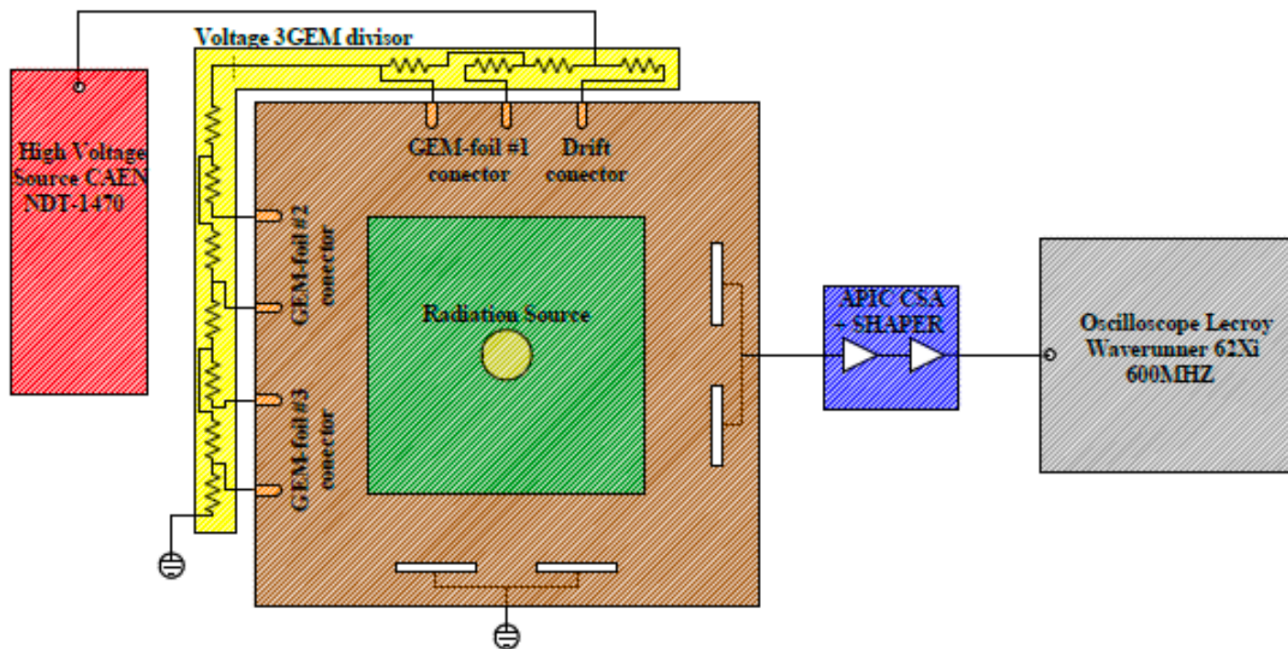 Voltage 3GEM divisor
High Voltage
Source CAEN
NDT-1470
GEM-foil #1
conector
Drift
conector
GEM-foil #2
conector
GEM-foil #3
conector
Radiation Source
APIC CSA
+ SHAPER
Oscilloscope Lecroy
Waverunner 62Xi
600MHZ